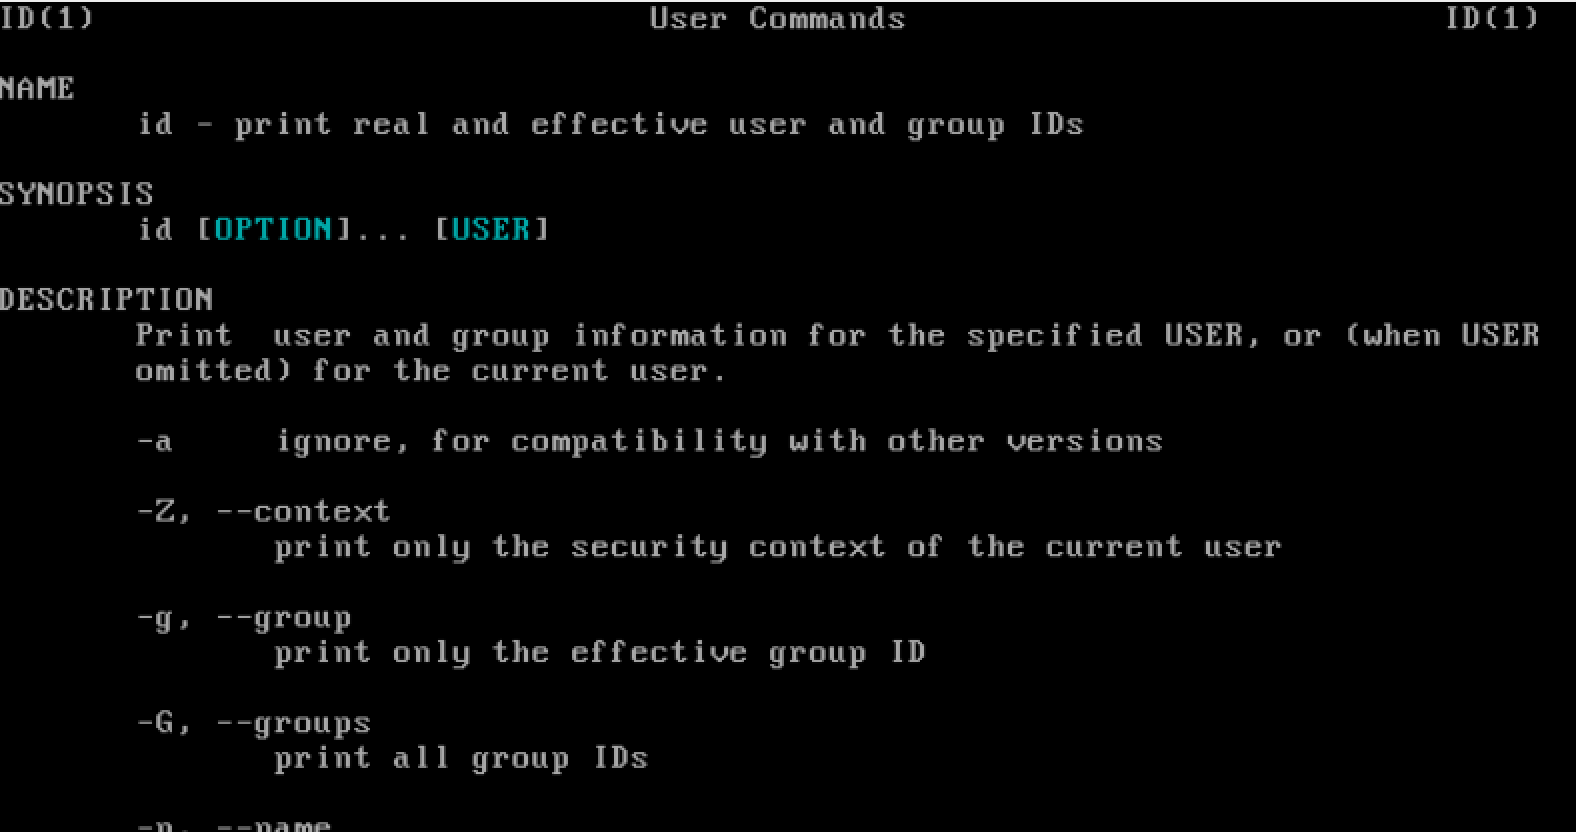 ID(1) User Commands ID(1)
NAME
id - print real and effective user and group IDs
SYNOPSIS
id [OPTION]... [USER]
DESCRIPTION
Print  user and group information for the specified USER, or (when USER
omitted) for the current user.
-a ignore, for compatibility with other versions
-Z, --context
print only the security context of the current user
-g, --group
print only the effective group ID
-G, --groups
print all group IDs
-n, --name